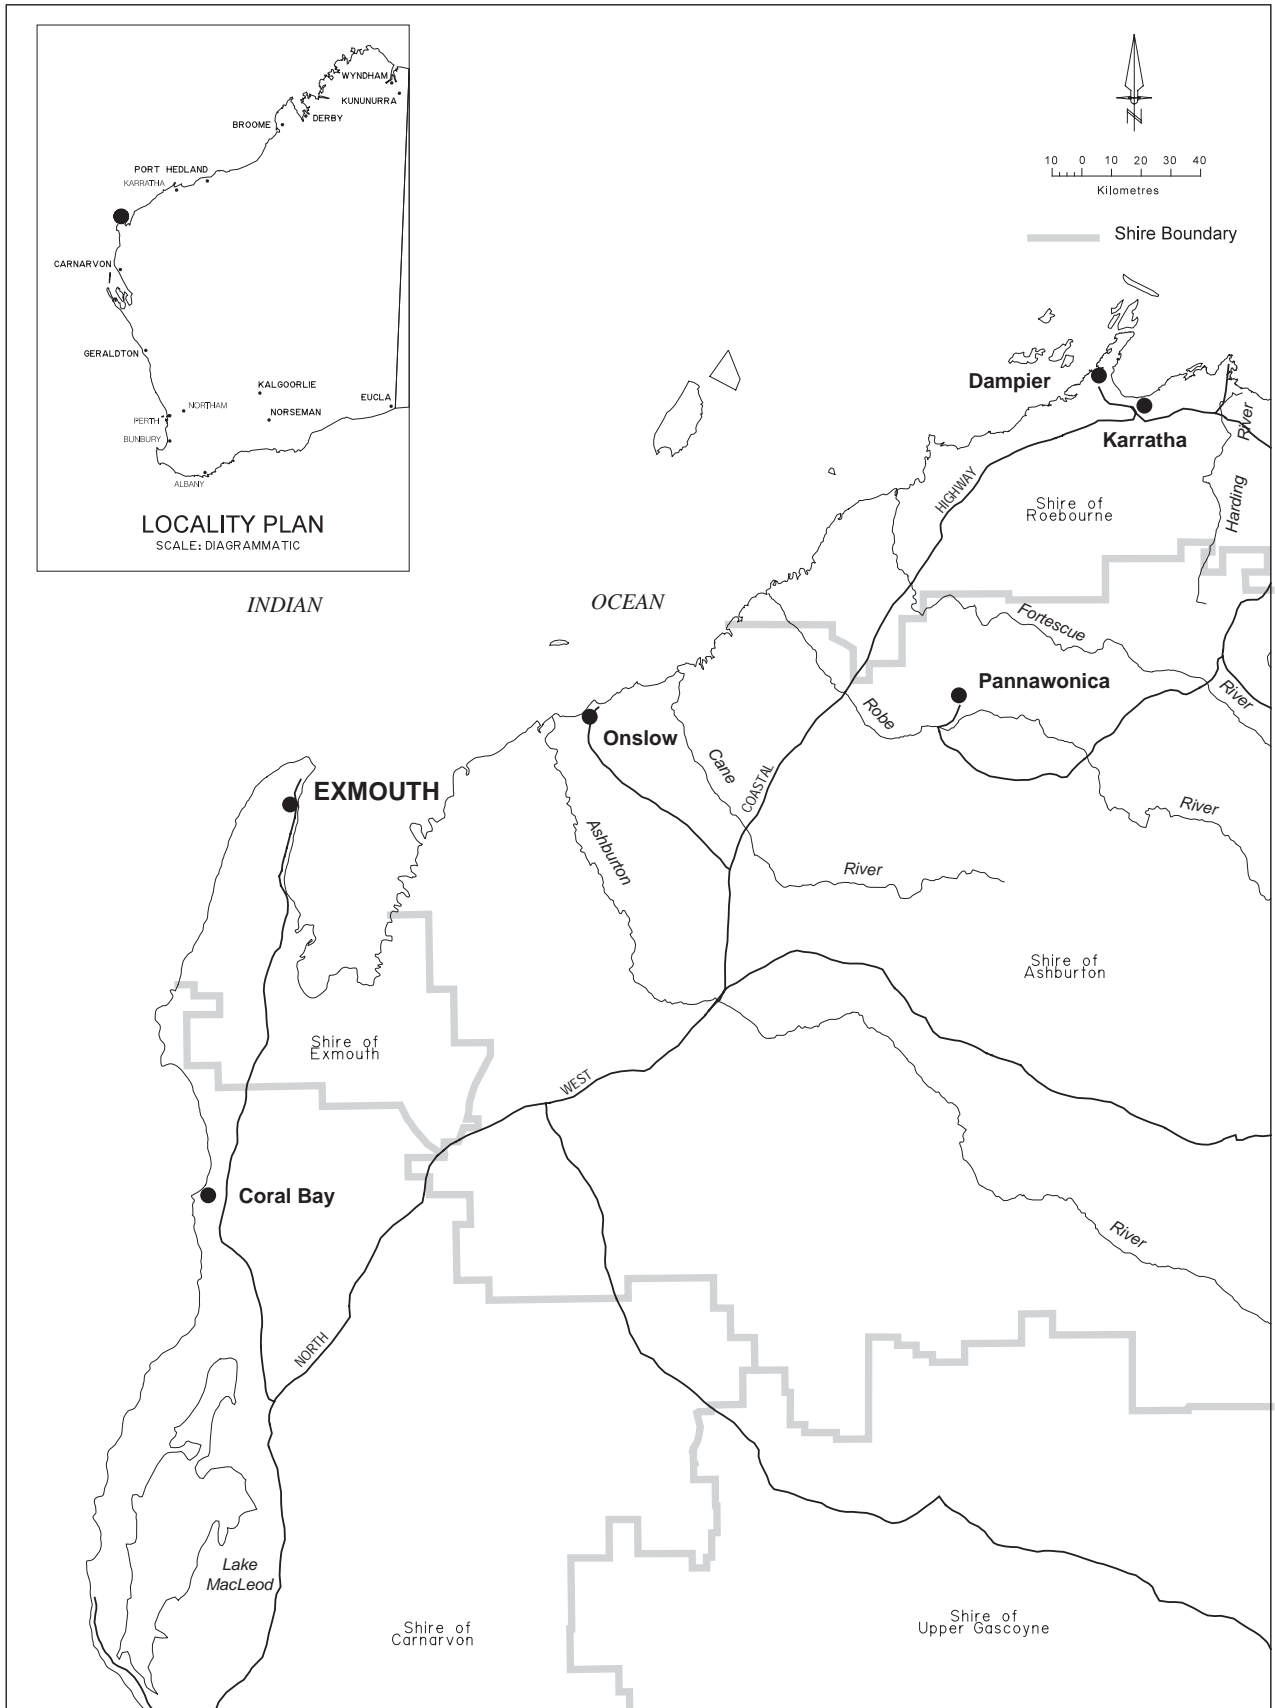 WYNDHAM
KUNUNURRA
DERBY
BROOME
PORT HEDLAND
KARRATHA
CARNARVON
GERALDTON
KALGOORLIE
NORTHAM
NORSEMAN
EUCLA
PERTH
BUNBURY
ALBANY
LOCALITY PLAN
SCALE: DIAGRAMMATIC
N
10 0 10 20 30 40
Kilometres
Shire Boundary
INDIAN
OCEAN
Dampier
Karratha
River
Harding
HIGHWAY
Shire of
Roebourne
Fortescue
River
Pannawonica
Robe
River
Onslow
Cane
River
COASTAL
EXMOUTH
Ashburton
River
Shire of
Ashburton
Shire of
Exmouth
WEST
Coral Bay
NORTH
Lake
MacLeod
Shire of
Carnarvon
Shire of
Upper Gascoyne